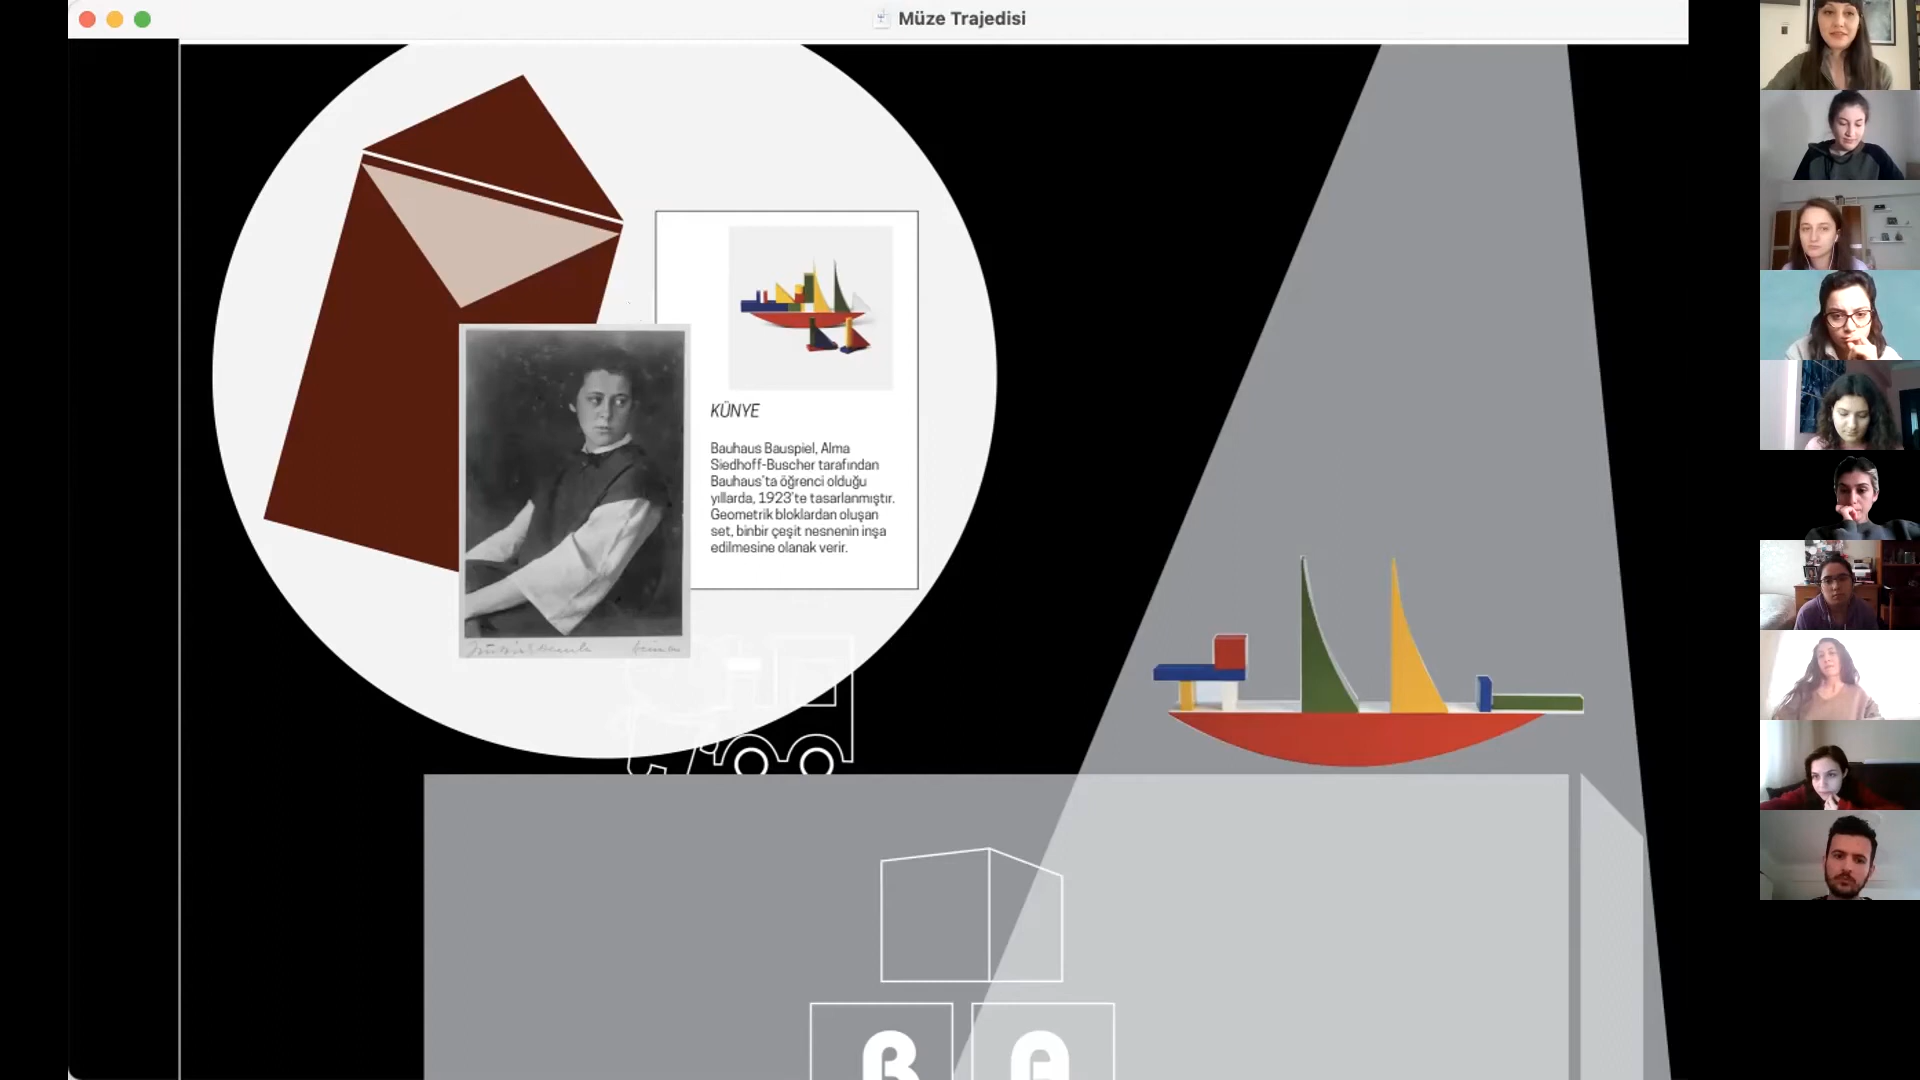 Müze Trajedisi
KÜNYE
Bauhaus Bauspiel, Alma
Siedhoff-Buscher tarafından
Bauhaus'ta öğrenci olduğu
yıllarda, 1923'te tasarlanmıştır.
Geometrik bloklardan oluşan
set, binbir çeşit nesnenin inşa
edilmesine olanak verir.
B a